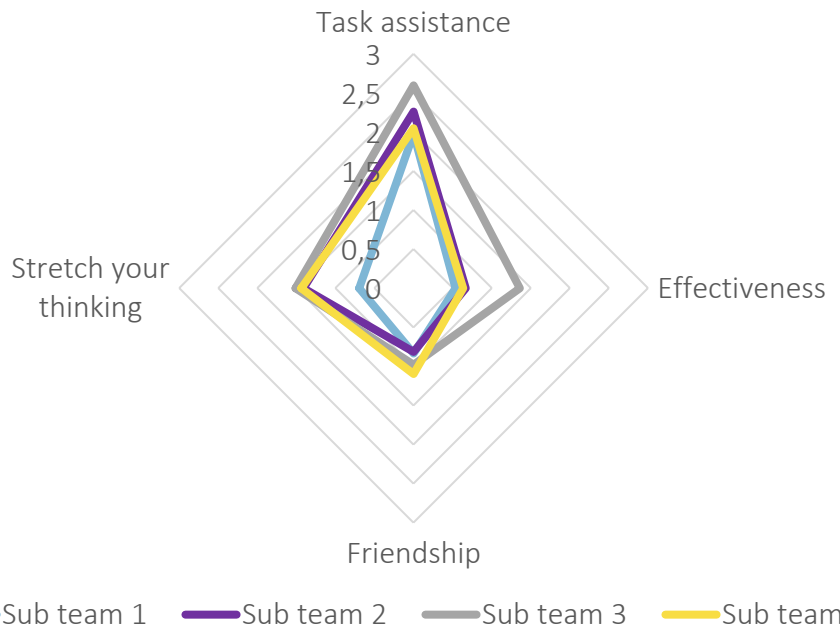 Task assistance
3
2,5
2
1,5
1
0,5
0
Stretch your
thinking
Effectiveness
Friendship
Sub team 1 Sub team 2 Sub team 3 Sub team